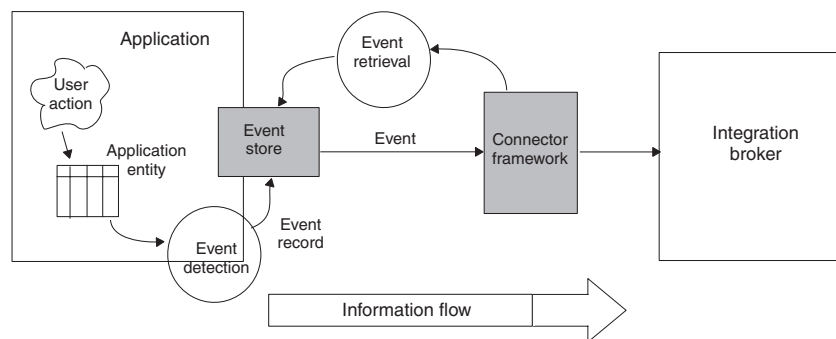 Application
Event
retrieval
User
action
Event
store
Event
Connector
framework
Integration
broker
Application
entity
Event
record
Event
detection
Information flow